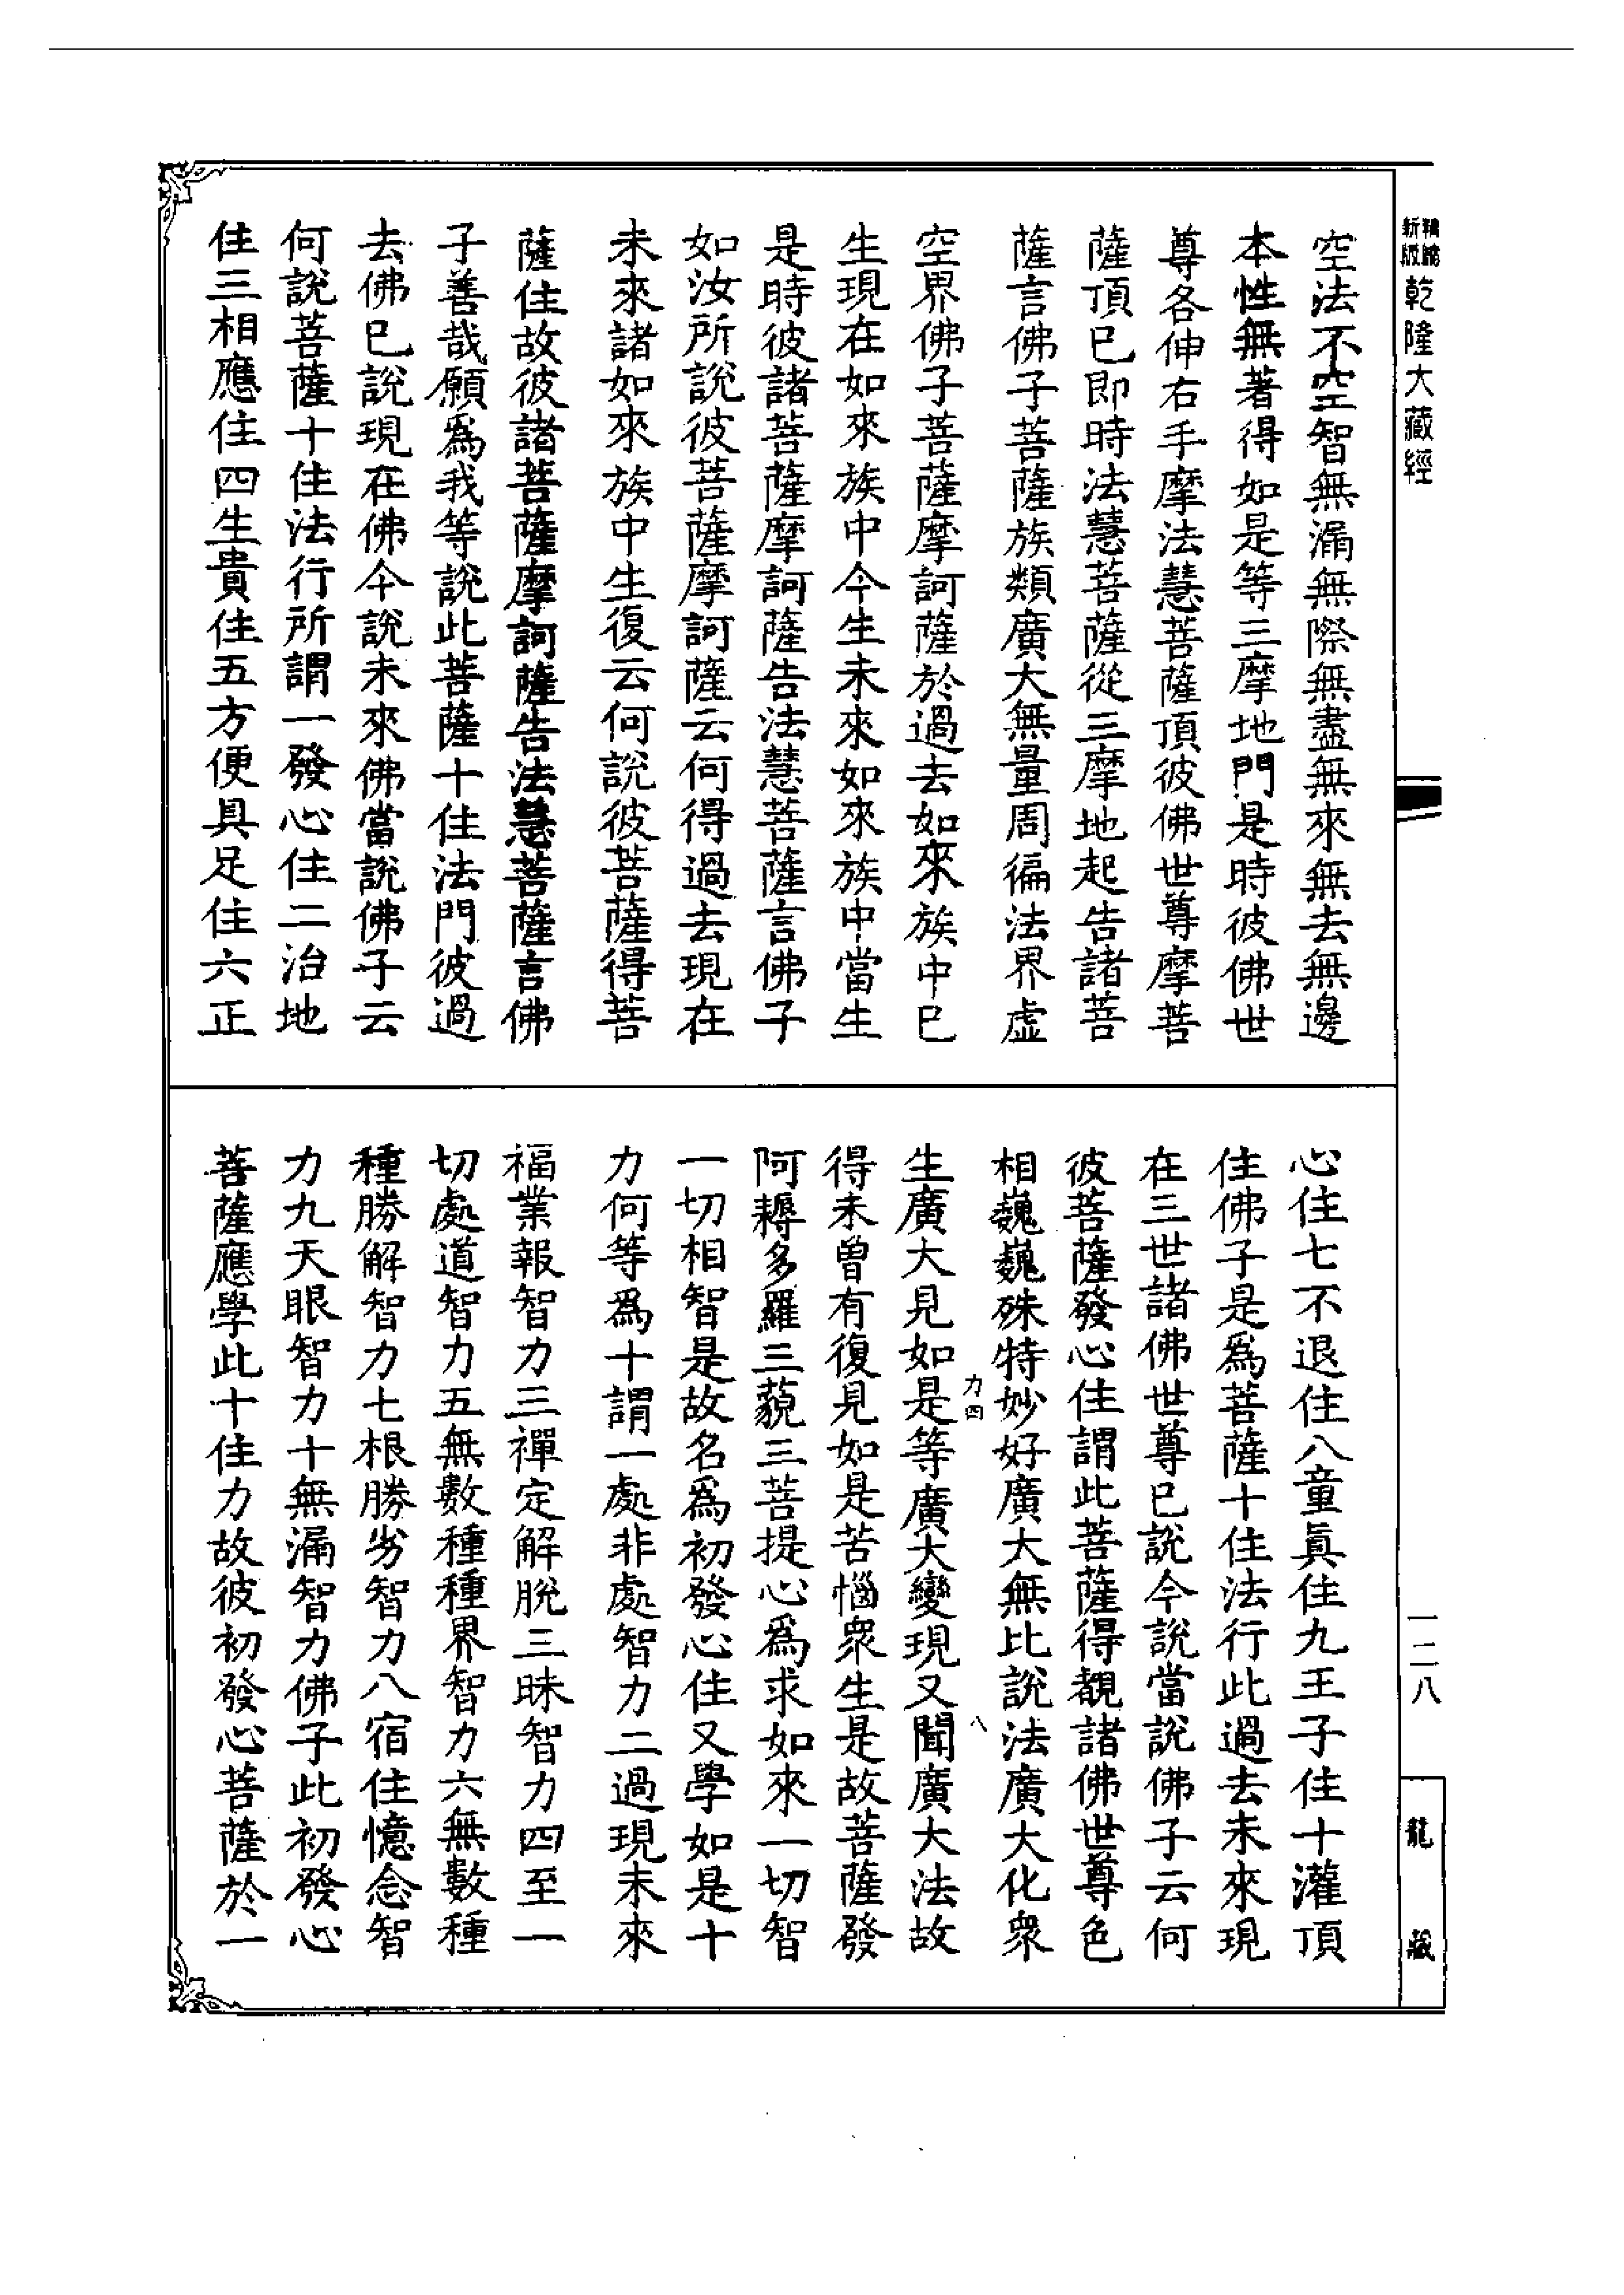 新版
乾隆大藏經
空法不空智無漏無際無盡無來無去無邊
本性無著得如是等三摩地門是時彼佛世
尊各伸右手摩法慧菩薩頂彼佛世尊摩菩
薩頂已即時法慧菩薩從三摩地起告諸菩
薩言佛子菩薩族類廣大無量周徧法界虛
空界佛子菩薩摩訶薩於過去如來族中已
生現在如來族中今生未來如來族中當生
是時彼諸菩薩摩訶薩告法慧菩薩言佛子
如汝所說彼菩薩摩訶薩云何得過去現在
未來諸如來族中生復云何說彼菩薩得菩
薩住故彼諸菩薩摩訶薩告法慧菩薩言佛
子善哉願爲我等說此菩薩十住法門彼過
去佛已說現在佛今說未來佛當說佛子云
何說菩薩十住法行所謂一發心住二治地
住三相應住四生貴住五方便具足住六正
心住七不退住八童眞住九王子住十灌頂
住佛子是爲菩薩十住法行此過去未來現
在三世諸佛世尊已說今說當說佛子云何
彼菩薩發心住謂此菩薩得覩諸佛世尊色
相巍巍殊特妙好廣大無比說法廣大化衆
生廣大見如是等廣大變現又聞廣大法故
得未曾有復見如是苦惱衆生是故菩薩發
阿耨多羅三藐三菩提心爲求如來一切智
一切相智是故名爲初發心住又學如是十
力何等爲十謂一處非處智力二過現未來
福業報智力三禪定解脫三昧智力四至一
切處道智力五無數種種界智力六無數種
種勝解智力七根勝劣智力八宿住憶念智
力九天眼智力十無漏智力佛子此初發心
菩薩應學此十住力故彼初發心菩薩於一
力四
八
一二八
龍藏